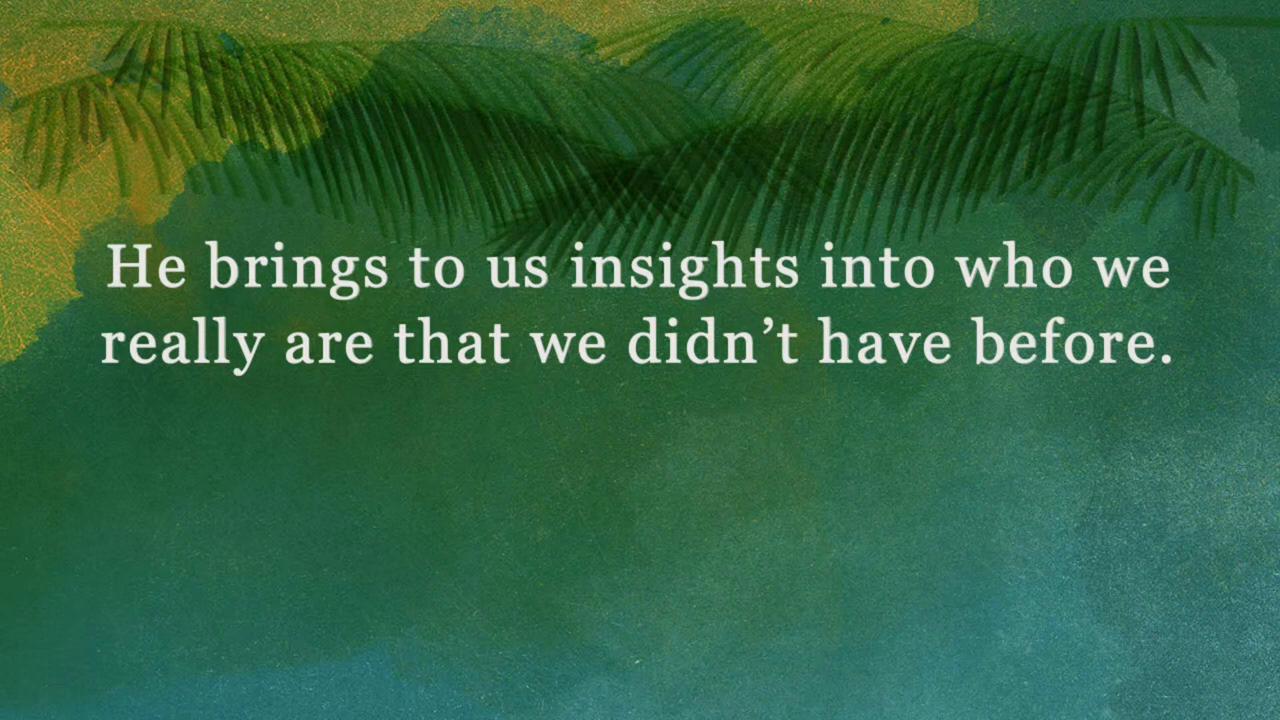 He brings to us insights into who we
really are that we didn’t have before.